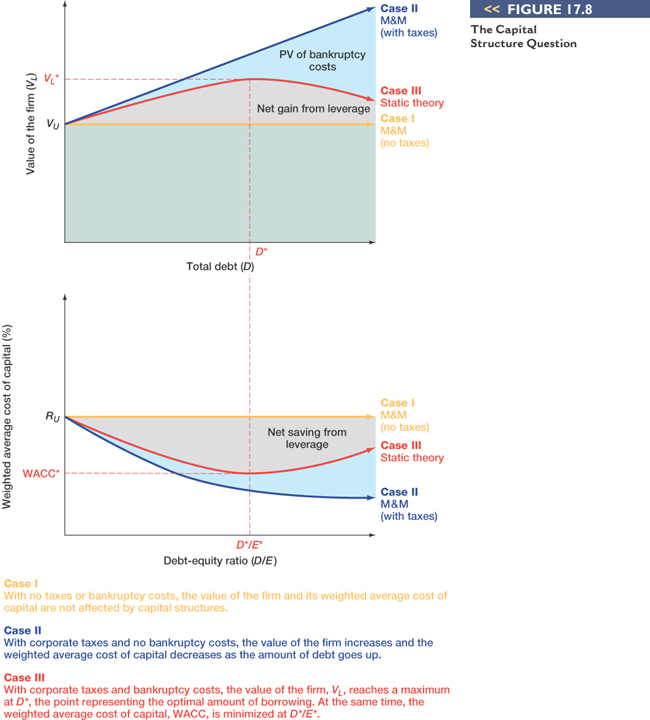 << FIGURE 17.8
The Capital
Structure Question
Value of the firm (VL)
VL*
VU
PV of bankruptcy
costs
Net gain from leverage
Case II
M&M
(with taxes)
Case III
Static theory
Case I
M&M
(no taxes)
D*
Total debt (D)
Weighted average cost of capital (%)
RU
WACC*
Net saving from
leverage
Case I
M&M
(no taxes)
Case III
Static theory
Case II
M&M
(with taxes)
D*/E*
Debt-equity ratio (D/E)
Case I
With no taxes or bankruptcy costs, the value of the firm and its weighted average cost of
capital are not affected by capital structures.
Case II
With corporate taxes and no bankruptcy costs, the value of the firm increases and the
weighted average cost of capital decreases as the amount of debt goes up.
Case III
With corporate taxes and bankruptcy costs, the value of the firm, VL, reaches a maximum
at D*, the point representing the optimal amount of borrowing. At the same time, the
weighted average cost of capital, WACC, is minimized at D*/E*.